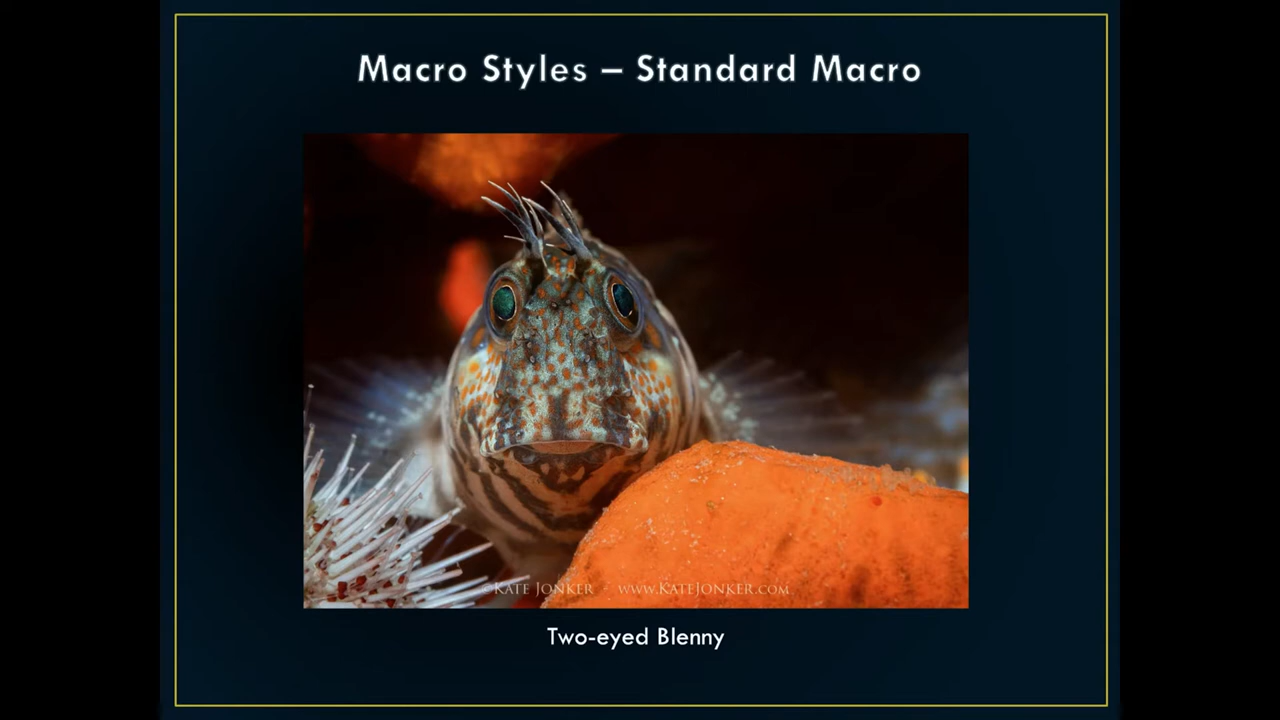 Macro Styles – Standard Macro
©Kate Jonker - www.KateJonker.com
Two-eyed Blenny